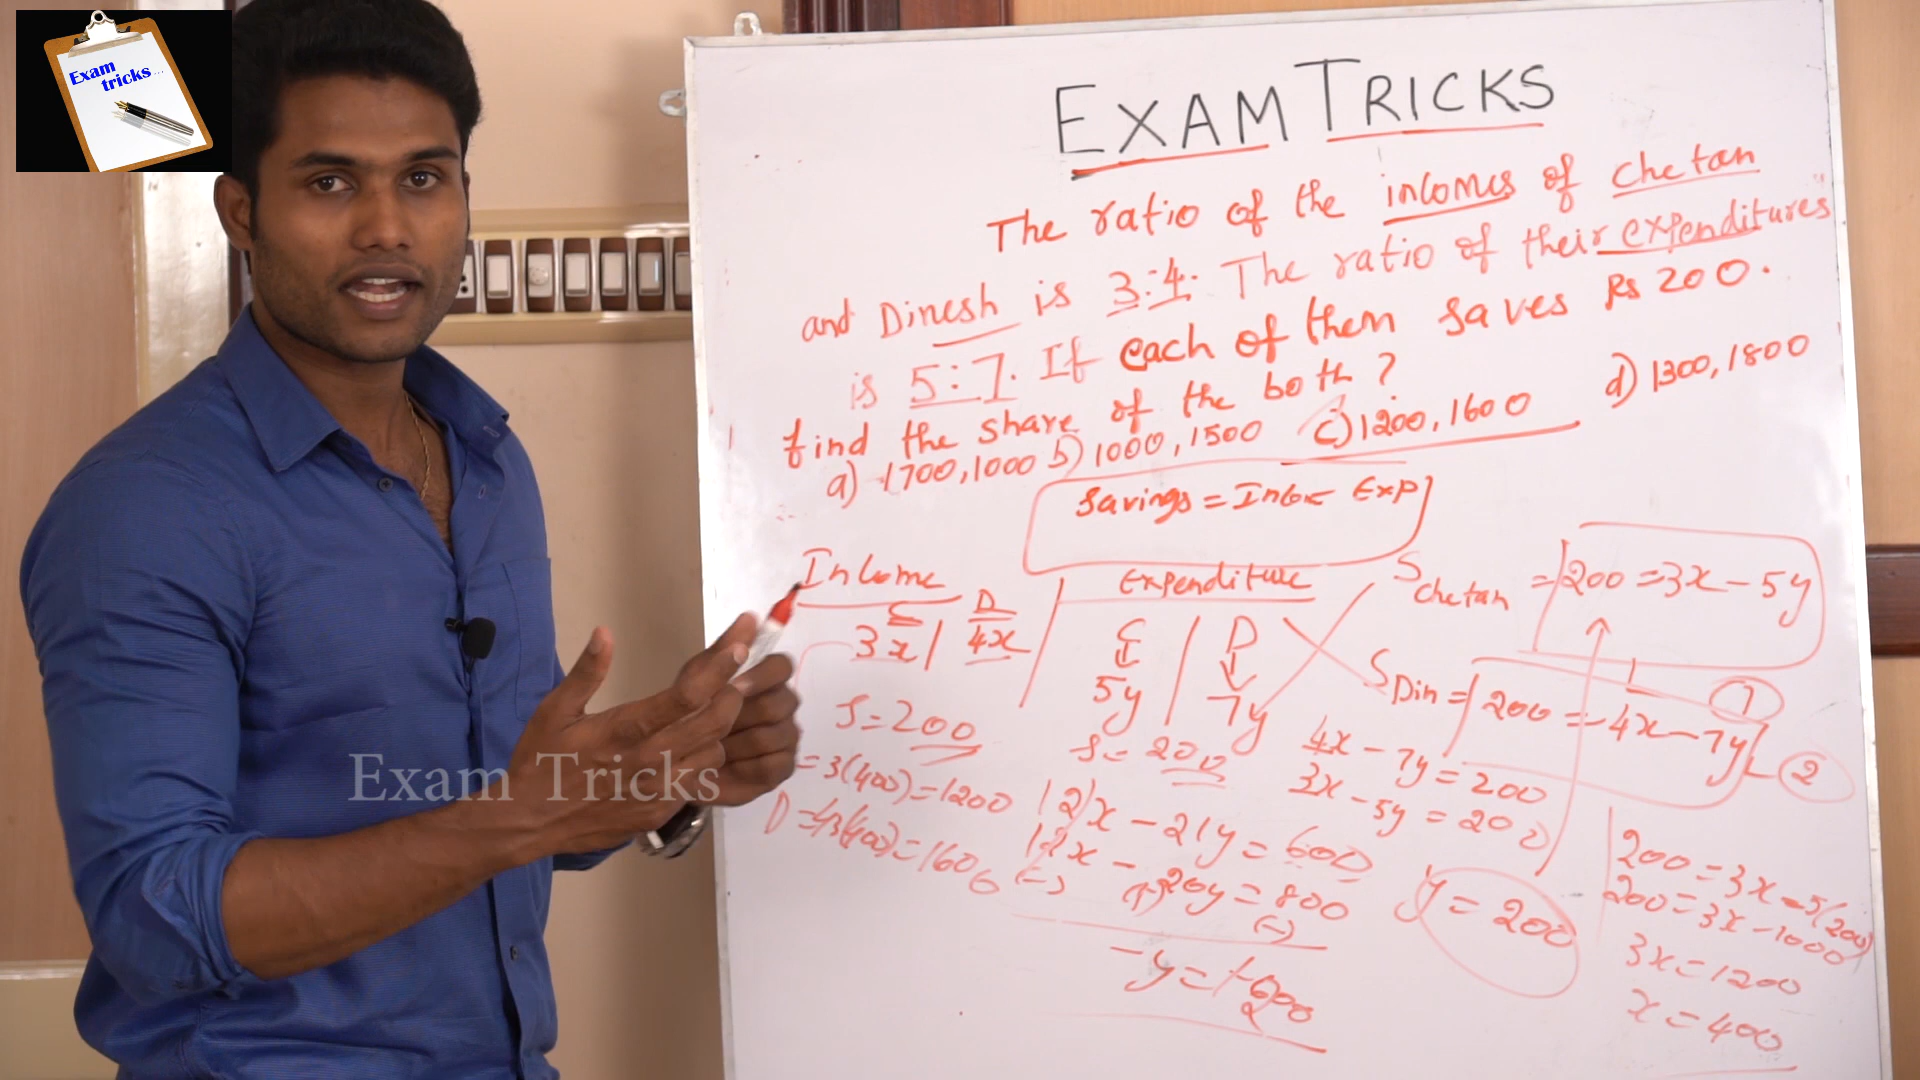 Exam
tricks...
EXAM TRICKS
The ratio of the incomes of chetan
and Dinesh is 3:4. The ratio of their expenditures
is 5:7. If each of them saves Rs 200.
find the share of the both?
a) 1700,1000 b) 1000,1500 c) 1200,1600 d) 1300,1800
Savings = Inco - Exp
Income
C D
3x 4x
Expenditure
C D
5y 7y
S Chetan = 200 = 3x - 5y
1
S Din = 200 = 4x - 7y
2
S = 200
S = 200
= 3(400) = 1200
4x - 7y = 200
3x - 5y = 200
12x - 21y = 600
12x - 20y = 800
(-) (+) (-)
y = 200
200 = 3x - 5(200)
200 = 3x - 1000
3x = 1200
x = 400
Exam Tricks